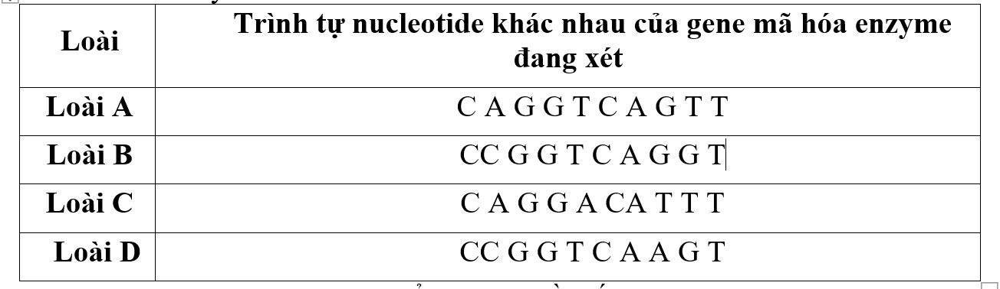 Loài
Trình tự nucleotide khác nhau của gene mã hóa enzyme
đang xét
Loài A
C A G G T C A G T T
Loài B
CC G G T C A G G T
Loài C
C A G G A CA T T T
Loài D
CC G G T C A A G T